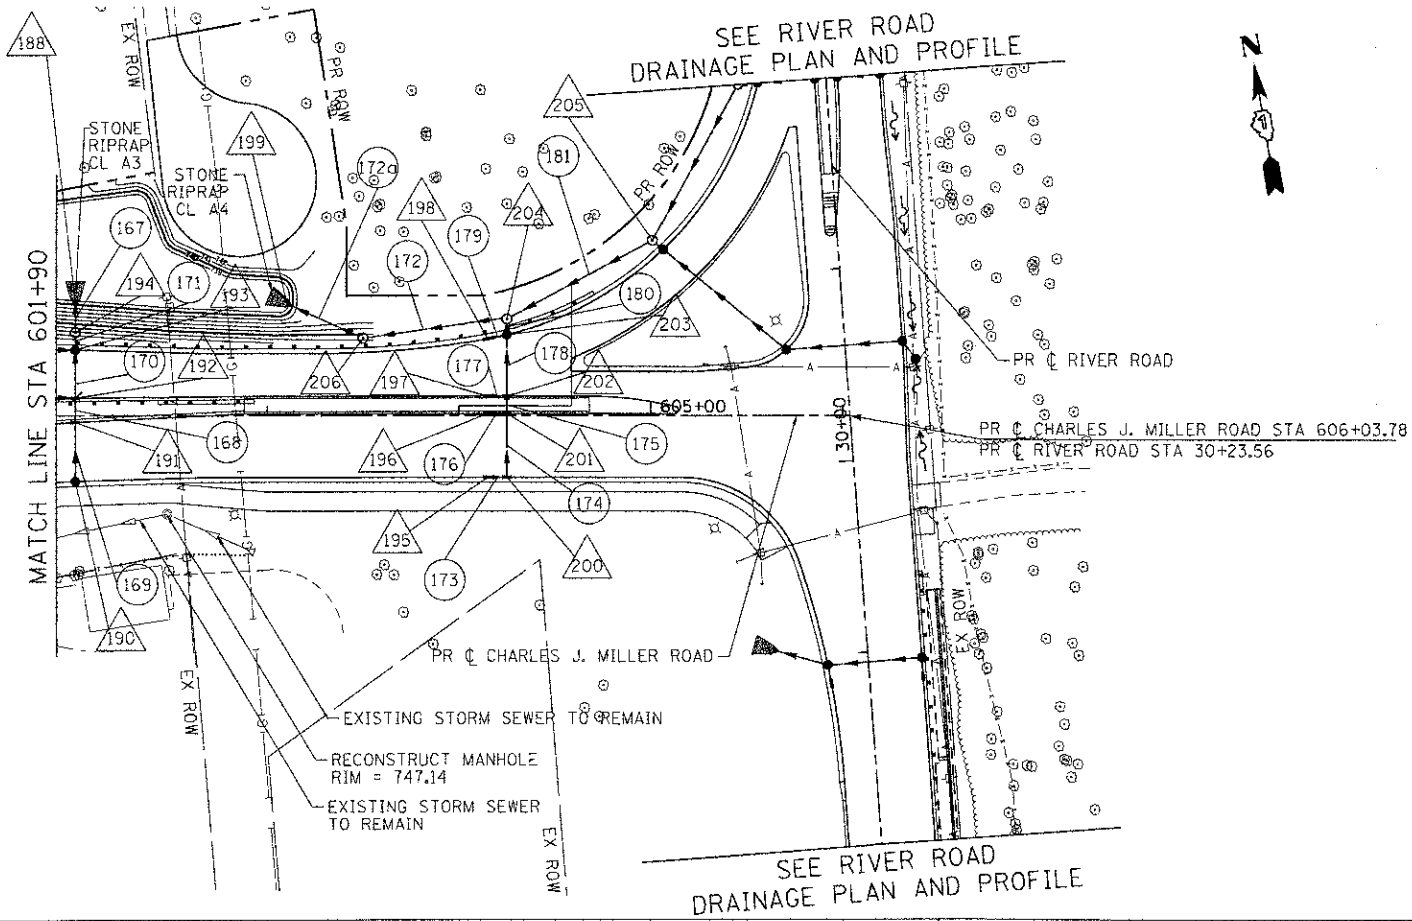 188
EX ROW
PR ROW
SEE RIVER ROAD
DRAINAGE PLAN AND PROFILE
N
205
STONE
RIPRAP
CL A3
199
172a
181
PR ROW
STONE
RIPRAP
CL A4
198
204
167
179
172
194
171
193
180
203
MATCH LINE STA 601+90
170
192
206
197
177
178
202
PR ℄ RIVER ROAD
605+00
30+00
PR ℄ CHARLES J. MILLER ROAD STA 606+03.78
PR ℄ RIVER ROAD STA 30+23.56
191
168
196
176
201
175
174
195
200
173
169
190
EX ROW
PR ℄ CHARLES J. MILLER ROAD
EX ROW
EXISTING STORM SEWER TO REMAIN
RECONSTRUCT MANHOLE
RIM = 747.14
EXISTING STORM SEWER
TO REMAIN
EX ROW
SEE RIVER ROAD
DRAINAGE PLAN AND PROFILE